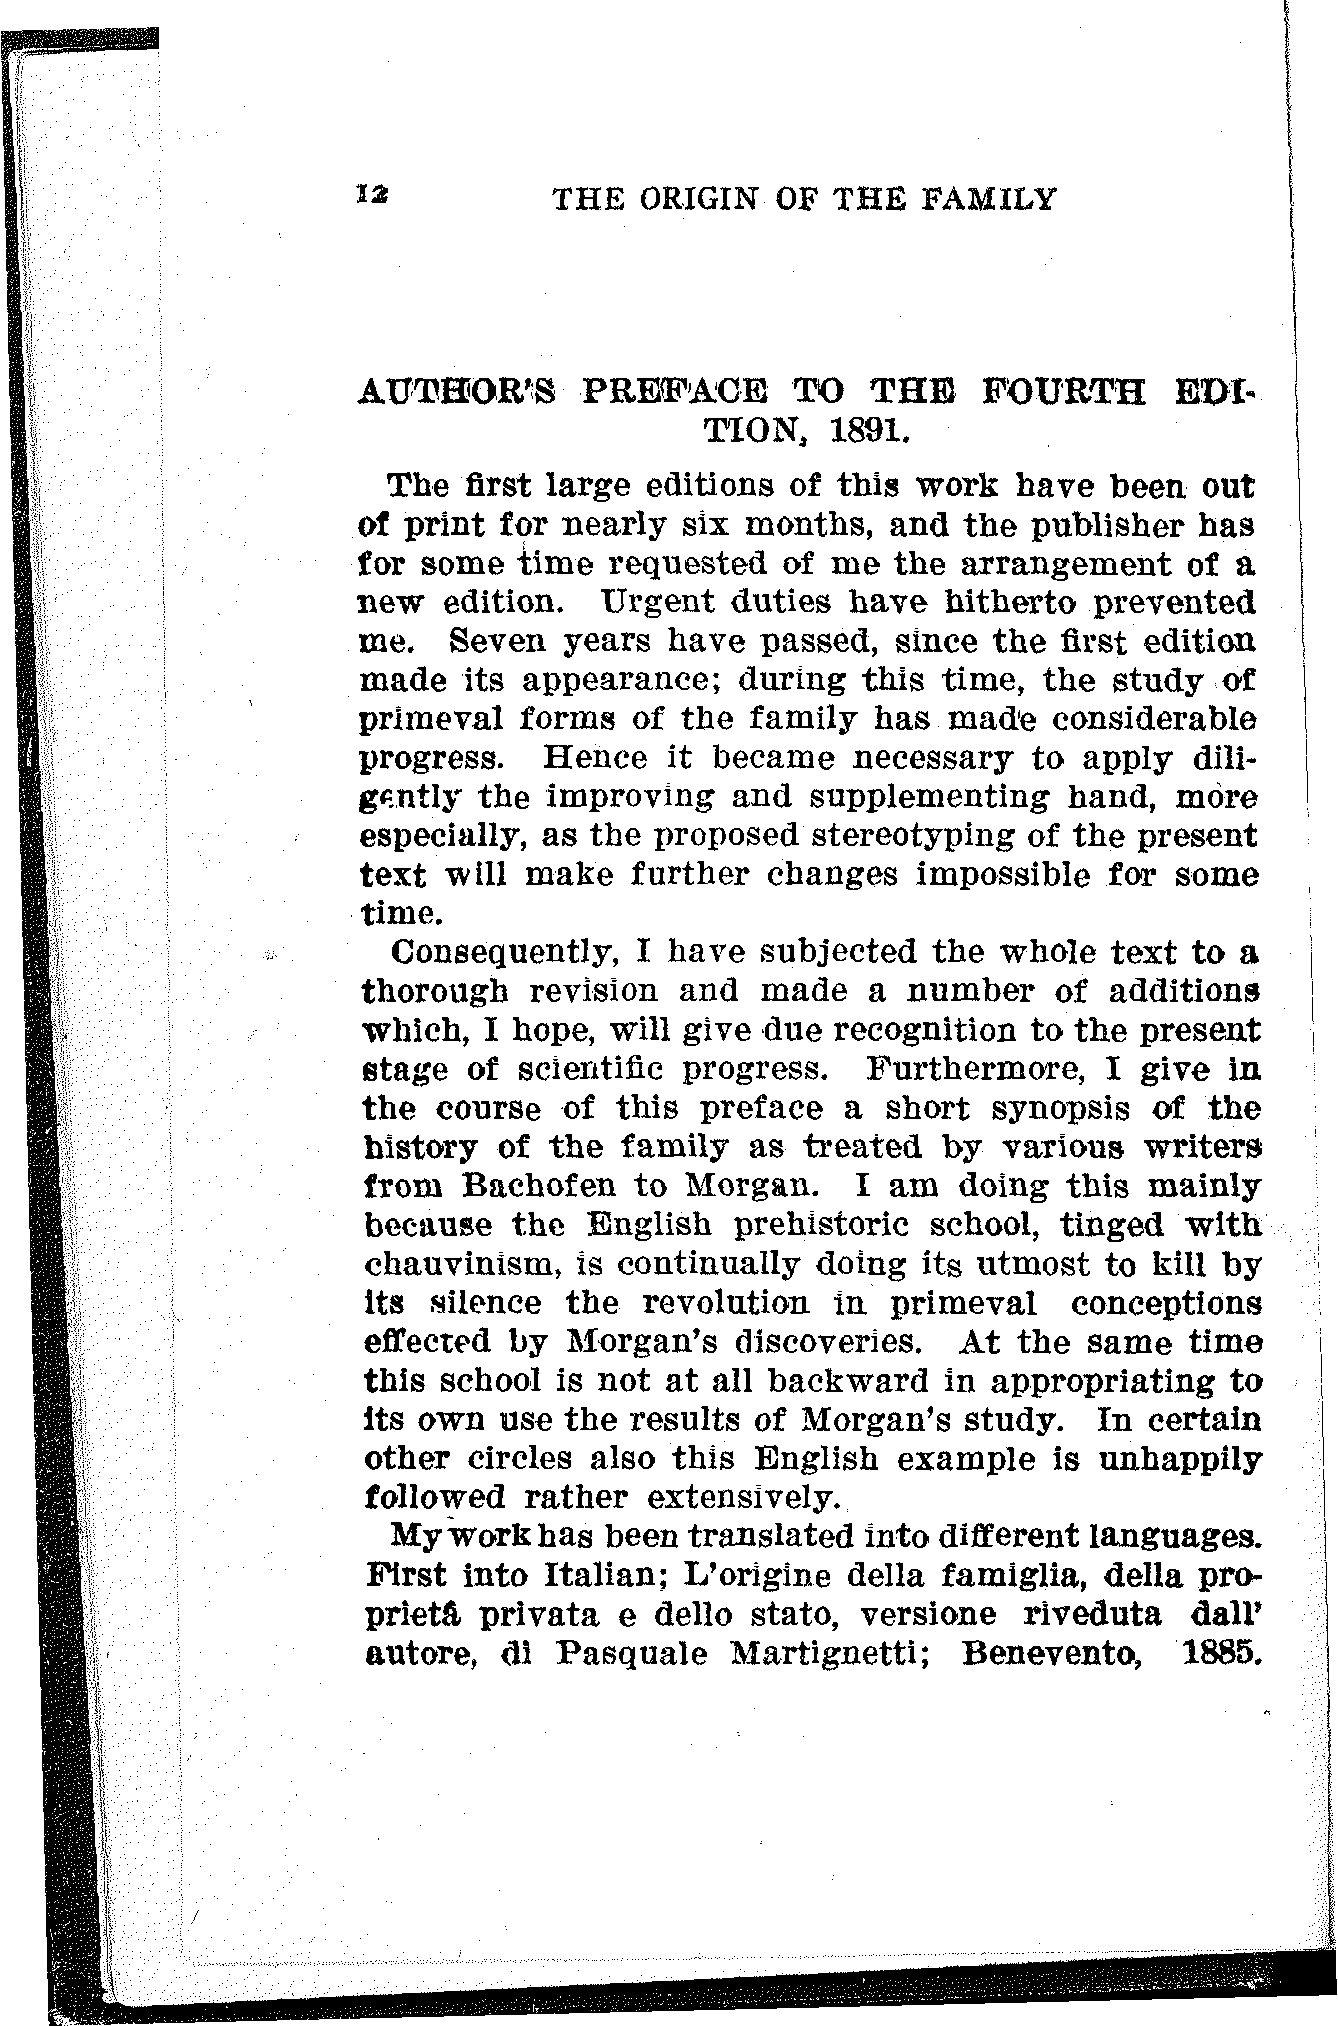 12 THE ORIGIN OF THE FAMILY
AUTHOR'S PREFACE TO THE FOURTH EDI-
TION, 1891.
The first large editions of this work have been out
of print for nearly six months, and the publisher has
for some time requested of me the arrangement of a
new edition. Urgent duties have hitherto prevented
me. Seven years have passed, since the first edition
made its appearance; during this time, the study of
primeval forms of the family has made considerable
progress. Hence it became necessary to apply dili-
gently the improving and supplementing hand, more
especially, as the proposed stereotyping of the present
text will make further changes impossible for some
time.
Consequently, I have subjected the whole text to a
thorough revision and made a number of additions
which, I hope, will give due recognition to the present
stage of scientific progress. Furthermore, I give in
the course of this preface a short synopsis of the
history of the family as treated by various writers
from Bachofen to Morgan. I am doing this mainly
because the English prehistoric school, tinged with
chauvinism, is continually doing its utmost to kill by
its silence the revolution in primeval conceptions
effected by Morgan's discoveries. At the same time
this school is not at all backward in appropriating to
its own use the results of Morgan's study. In certain
other circles also this English example is unhappily
followed rather extensively.
My work has been translated into different languages.
First into Italian; L'origine della famiglia, della pro-
prietâ privata e dello stato, versione riveduta dall'
autore, di Pasquale Martignetti; Benevento, 1885.